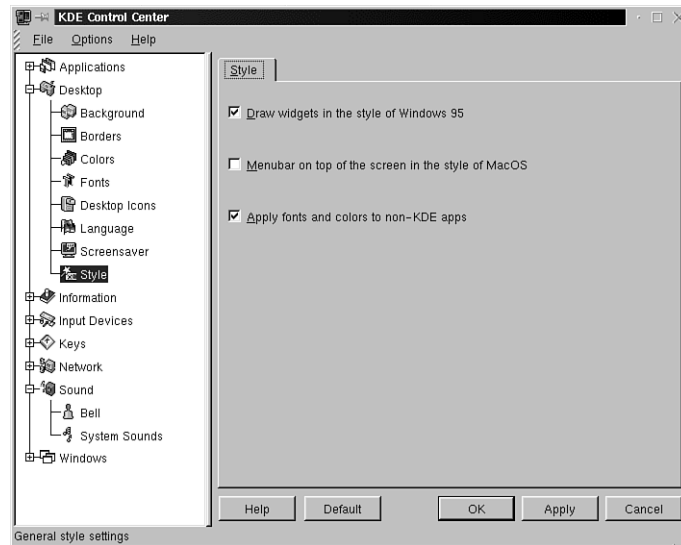 KDE Control Center
File Options Help
Applications
Desktop
Background
Borders
Colors
Fonts
Desktop Icons
Language
Screensaver
Style
Information
Input Devices
Keys
Network
Sound
Bell
System Sounds
Windows
Style
Draw widgets in the style of Windows 95
Menubar on top of the screen in the style of MacOS
Apply fonts and colors to non-KDE apps
Help Default OK Apply Cancel
General style settings